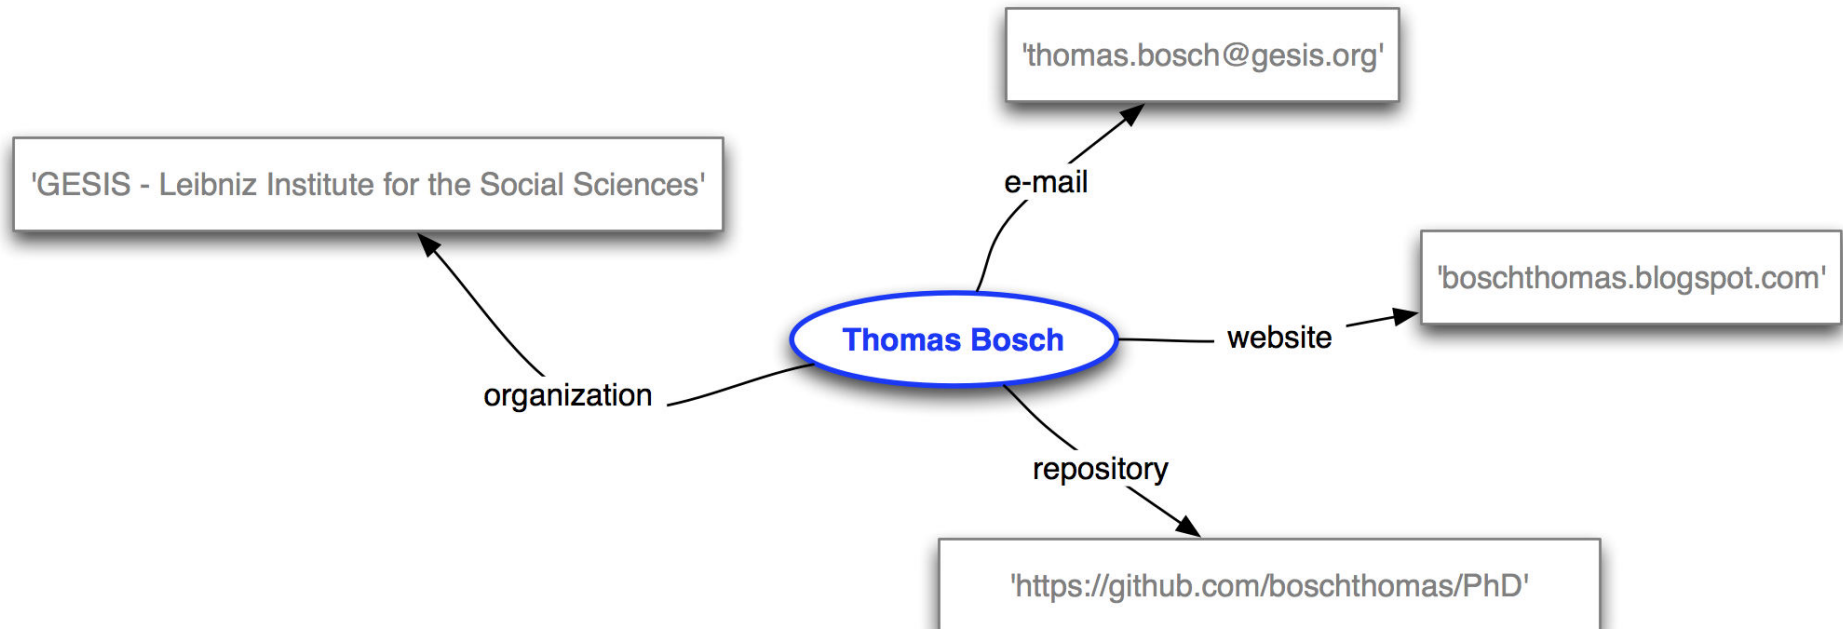 'thomas.bosch@gesis.org'
'GESIS - Leibniz Institute for the Social Sciences'
e-mail
'boschthomas.blogspot.com'
Thomas Bosch
website
organization
repository
'https://github.com/boschthomas/PhD'